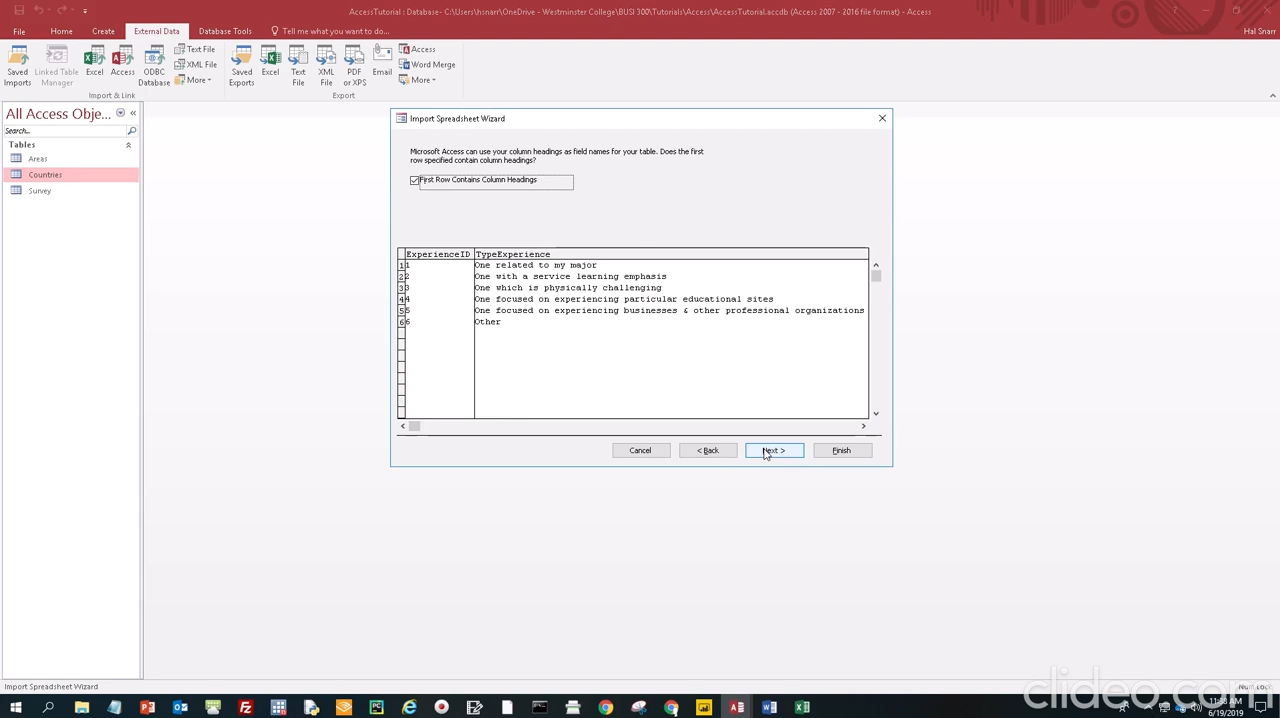 AccessTutorial : Database- C:\Users\hsnarr\OneDrive - Westminster College\BUSI 300\Tutorials\Access\AccessTutorial.accdb (Access 2007 - 2016 file format) - Access
File Home Create External Data Database Tools Tell me what you want to do... Hal Snarr
Saved Imports
Linked Table Manager
Excel
Access
ODBC Database
Text File
XML File
More
Saved Exports
Excel
Text File
XML File
PDF or XPS
Email
Access
Word Merge
More
Import & Link
Export
All Access Obje...
Search...
Tables
Areas
Countries
Survey
Import Spreadsheet Wizard
Microsoft Access can use your column headings as field names for your table. Does the first
row specified contain column headings?
First Row Contains Column Headings
ExperienceID TypeExperience
1 1 One related to my major
2 2 One with a service learning emphasis
3 3 One which is physically challenging
4 4 One focused on experiencing particular educational sites
5 5 One focused on experiencing businesses & other professional organizations
6 6 Other
Cancel < Back Next > Finish
Import Spreadsheet Wizard
Num Lock
clideo.com
11:38 AM
6/19/2019